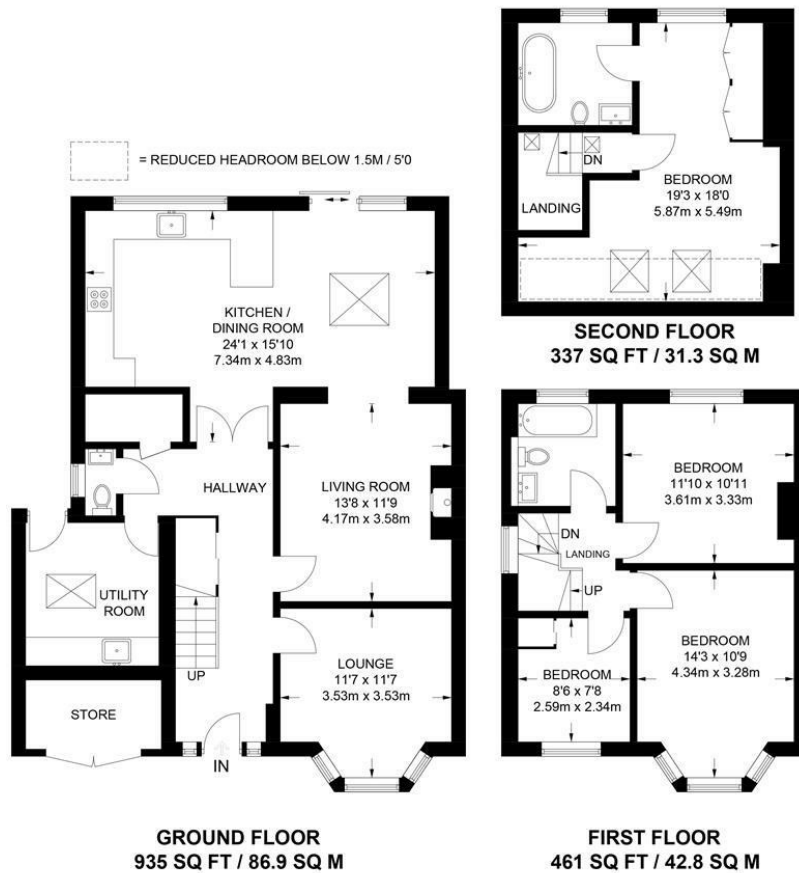 = REDUCED HEADROOM BELOW 1.5M / 5'0
KITCHEN /
DINING ROOM
24'1 x 15'10
7.34m x 4.83m
HALLWAY
LIVING ROOM
13'8 x 11'9
4.17m x 3.58m
UTILITY
ROOM
UP
LOUNGE
11'7 x 11'7
3.53m x 3.53m
STORE
IN
GROUND FLOOR
935 SQ FT / 86.9 SQ M
DN
LANDING
BEDROOM
19'3 x 18'0
5.87m x 5.49m
SECOND FLOOR
337 SQ FT / 31.3 SQ M
BEDROOM
11'10 x 10'11
3.61m x 3.33m
DN
LANDING
UP
BEDROOM
14'3 x 10'9
4.34m x 3.28m
BEDROOM
8'6 x 7'8
2.59m x 2.34m
FIRST FLOOR
461 SQ FT / 42.8 SQ M